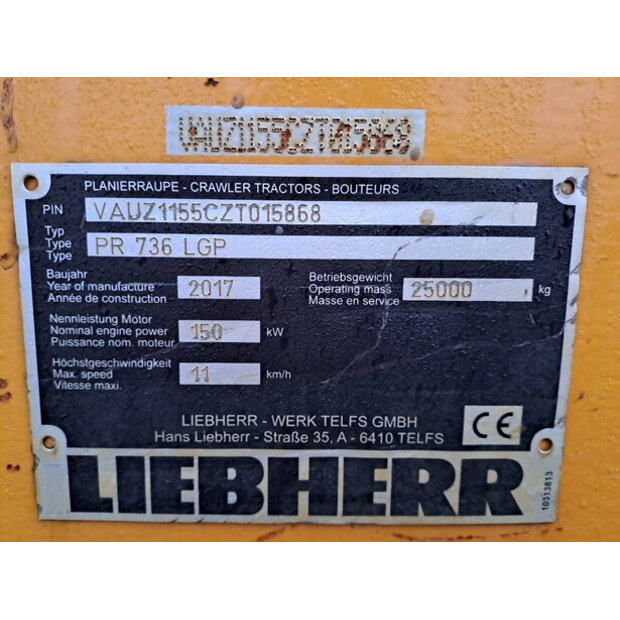 VAUZ1155CZT015868
PLANIERRAUPE - CRAWLER TRACTORS - BOUTEURS
PIN VAUZ1155CZT015868
Typ
Type PR 736 LGP
Type
Baujahr
Year of manufacture 2017
Année de construction
Betriebsgewicht
Operating mass 25000 kg
Masse en service
Nennleistung Motor
Nominal engine power 150 kW
Puissance nom. moteur
Höchstgeschwindigkeit
Max. speed 11 km/h
Vitesse maxi.
LIEBHERR - WERK TELFS GMBH
Hans Liebherr - Straße 35, A - 6410 TELFS
CE
LIEBHERR
10313813